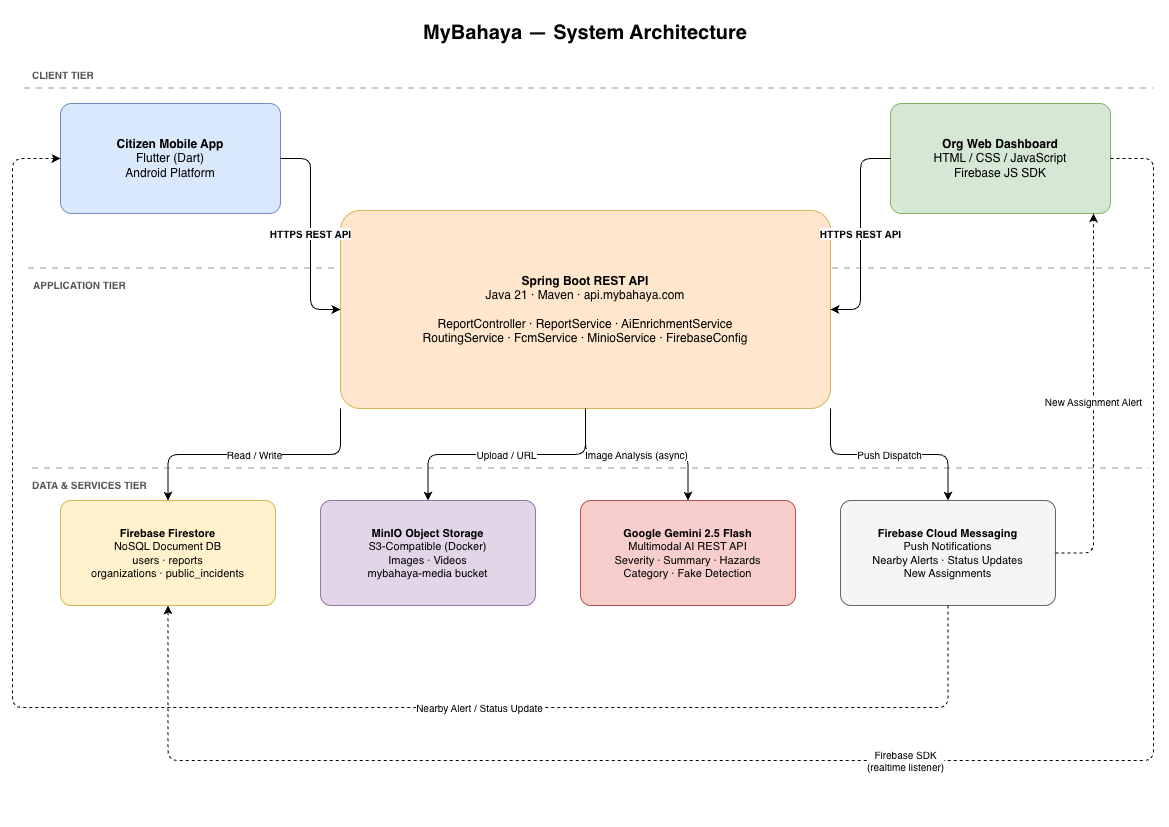 MyBahaya — System Architecture
CLIENT TIER
Citizen Mobile App
Flutter (Dart)
Android Platform
Org Web Dashboard
HTML / CSS / JavaScript
Firebase JS SDK
HTTPS REST API
HTTPS REST API
APPLICATION TIER
Spring Boot REST API
Java 21 · Maven · api.mybahaya.com
ReportController · ReportService · AiEnrichmentService
RoutingService · FcmService · MinioService · FirebaseConfig
New Assignment Alert
Read / Write
Upload / URL
Image Analysis (async)
Push Dispatch
DATA & SERVICES TIER
Firebase Firestore
NoSQL Document DB
users · reports
organizations · public_incidents
MinIO Object Storage
S3-Compatible (Docker)
Images · Videos
mybahaya-media bucket
Google Gemini 2.5 Flash
Multimodal AI REST API
Severity · Summary · Hazards
Category · Fake Detection
Firebase Cloud Messaging
Push Notifications
Nearby Alerts · Status Updates
New Assignments
Nearby Alert / Status Update
Firebase SDK
(realtime listener)